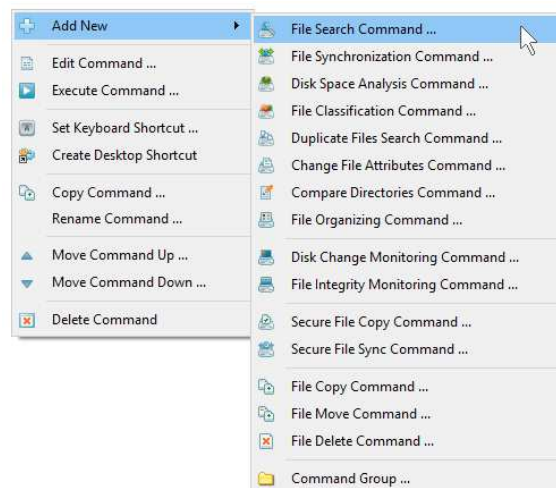 Add New
Edit Command ...
Execute Command ...
Set Keyboard Shortcut ...
Create Desktop Shortcut
Copy Command ...
Rename Command ...
Move Command Up ...
Move Command Down ...
Delete Command
File Search Command ...
File Synchronization Command ...
Disk Space Analysis Command ...
File Classification Command ...
Duplicate Files Search Command ...
Change File Attributes Command ...
Compare Directories Command ...
File Organizing Command ...
Disk Change Monitoring Command ...
File Integrity Monitoring Command ...
Secure File Copy Command ...
Secure File Sync Command ...
File Copy Command ...
File Move Command ...
File Delete Command ...
Command Group ...